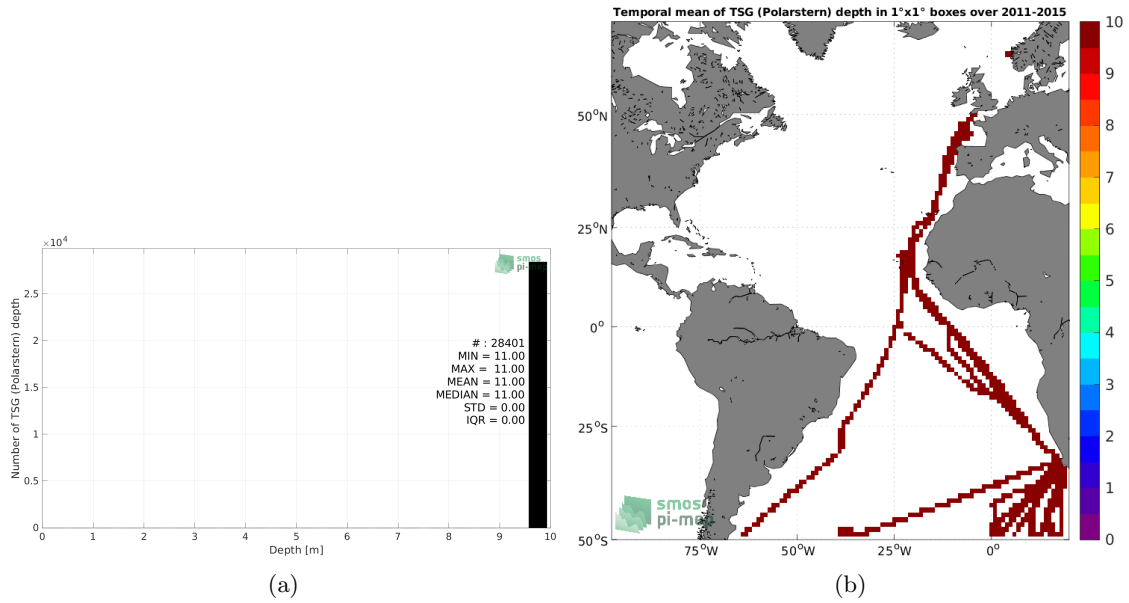 ×10⁴
2.5
2
1.5
1
0.5
0
Number of TSG (Polarstern) depth
smos
pi-mep
# : 28401
MIN = 11.00
MAX = 11.00
MEAN = 11.00
MEDIAN = 11.00
STD = 0.00
IQR = 0.00
0 1 2 3 4 5 6 7 8 9 10
Depth [m]
(a)
Temporal mean of TSG (Polarstern) depth in 1°x1° boxes over 2011-2015
50°N
25°N
0°
25°S
50°S
75°W 50°W 25°W 0°
smos
pi-mep
10
9
8
7
6
5
4
3
2
1
0
(b)